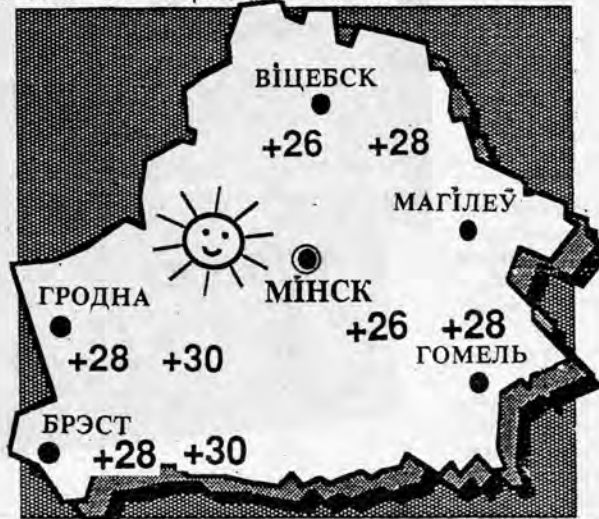 ВІЦЕБСК
+26 +28
МАГІЛЕЎ
МІНСК
ГРОДНА
+26 +28
+28 +30
ГОМЕЛЬ
БРЭСТ
+28 +30